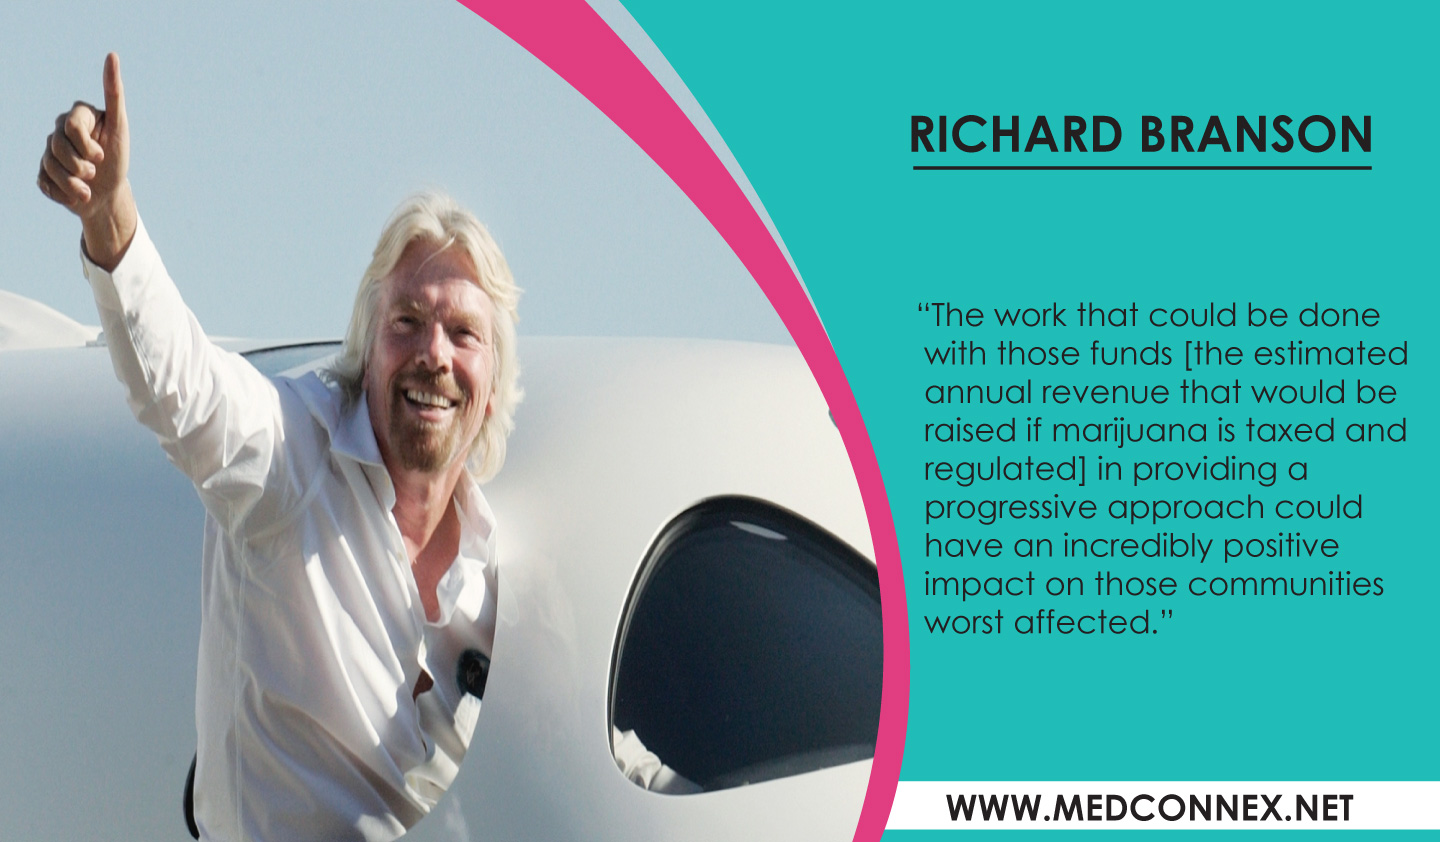 RICHARD BRANSON
“The work that could be done
with those funds [the estimated
annual revenue that would be
raised if marijuana is taxed and
regulated] in providing a
progressive approach could
have an incredibly positive
impact on those communities
worst affected.”
WWW.MEDCONNEX.NET